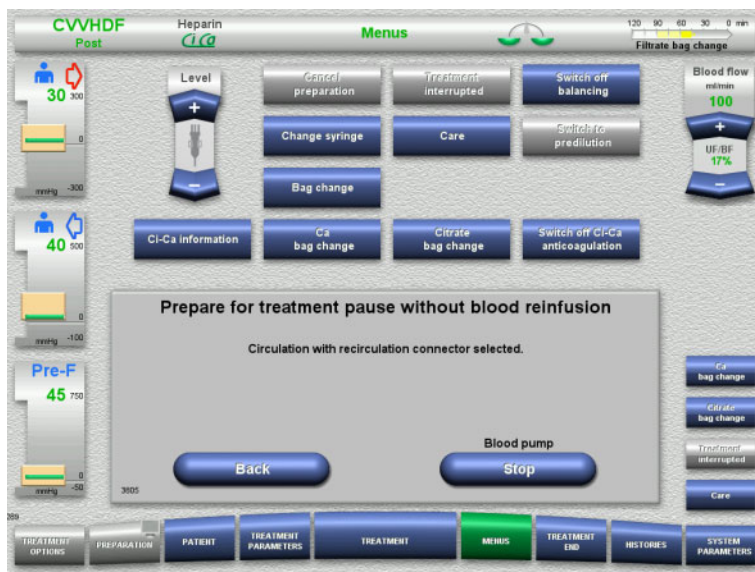 CVVHDF
Post
Heparin
CiCa
Menus
120 90 60 30 0 min
Filtrate bag change
30
300
0
mmHg -300
40
500
0
mmHg -100
Pre-F
45
750
0
mmHg -50
Level
+
−
Cancel
preparation
Treatment
interrupted
Switch off
balancing
Change syringe
Care
Switch to
predilution
Bag change
Ci-Ca information
Ca
bag change
Citrate
bag change
Switch off Ci-Ca
anticoagulation
Blood flow
ml/min
100
+
UF/BF
17%
−
Prepare for treatment pause without blood reinfusion
Circulation with recirculation connector selected.
Blood pump
Back
Stop
3805
Ca
bag change
Citrate
bag change
Treatment
interrupted
Care
TREATMENT
OPTIONS
PREPARATION
PATIENT
TREATMENT
PARAMETERS
TREATMENT
MENUS
TREATMENT
END
HISTORIES
SYSTEM
PARAMETERS